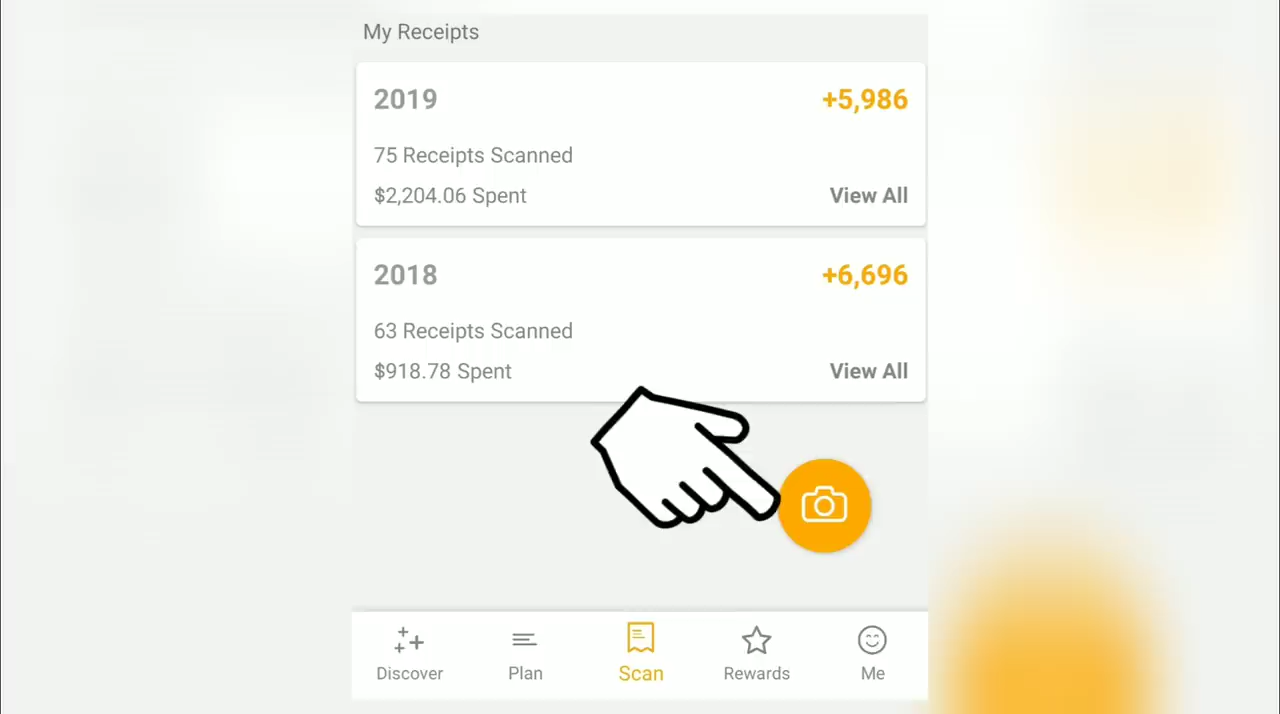 My Receipts
2019 +5,986
75 Receipts Scanned
$2,204.06 Spent View All
2018 +6,696
63 Receipts Scanned
$918.78 Spent View All
Discover Plan Scan Rewards Me